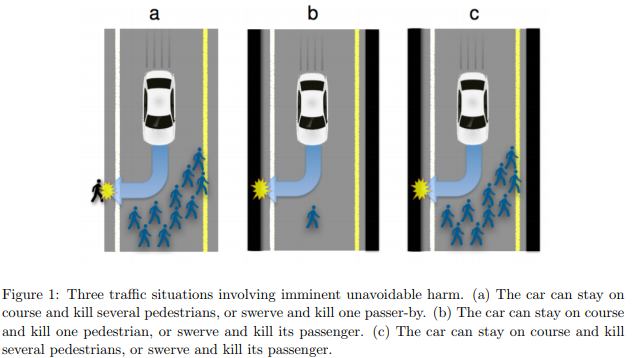 a b c
Figure 1: Three traffic situations involving imminent unavoidable harm. (a) The car can stay on
course and kill several pedestrians, or swerve and kill one passer-by. (b) The car can stay on course
and kill one pedestrian, or swerve and kill its passenger. (c) The car can stay on course and kill
several pedestrians, or swerve and kill its passenger.